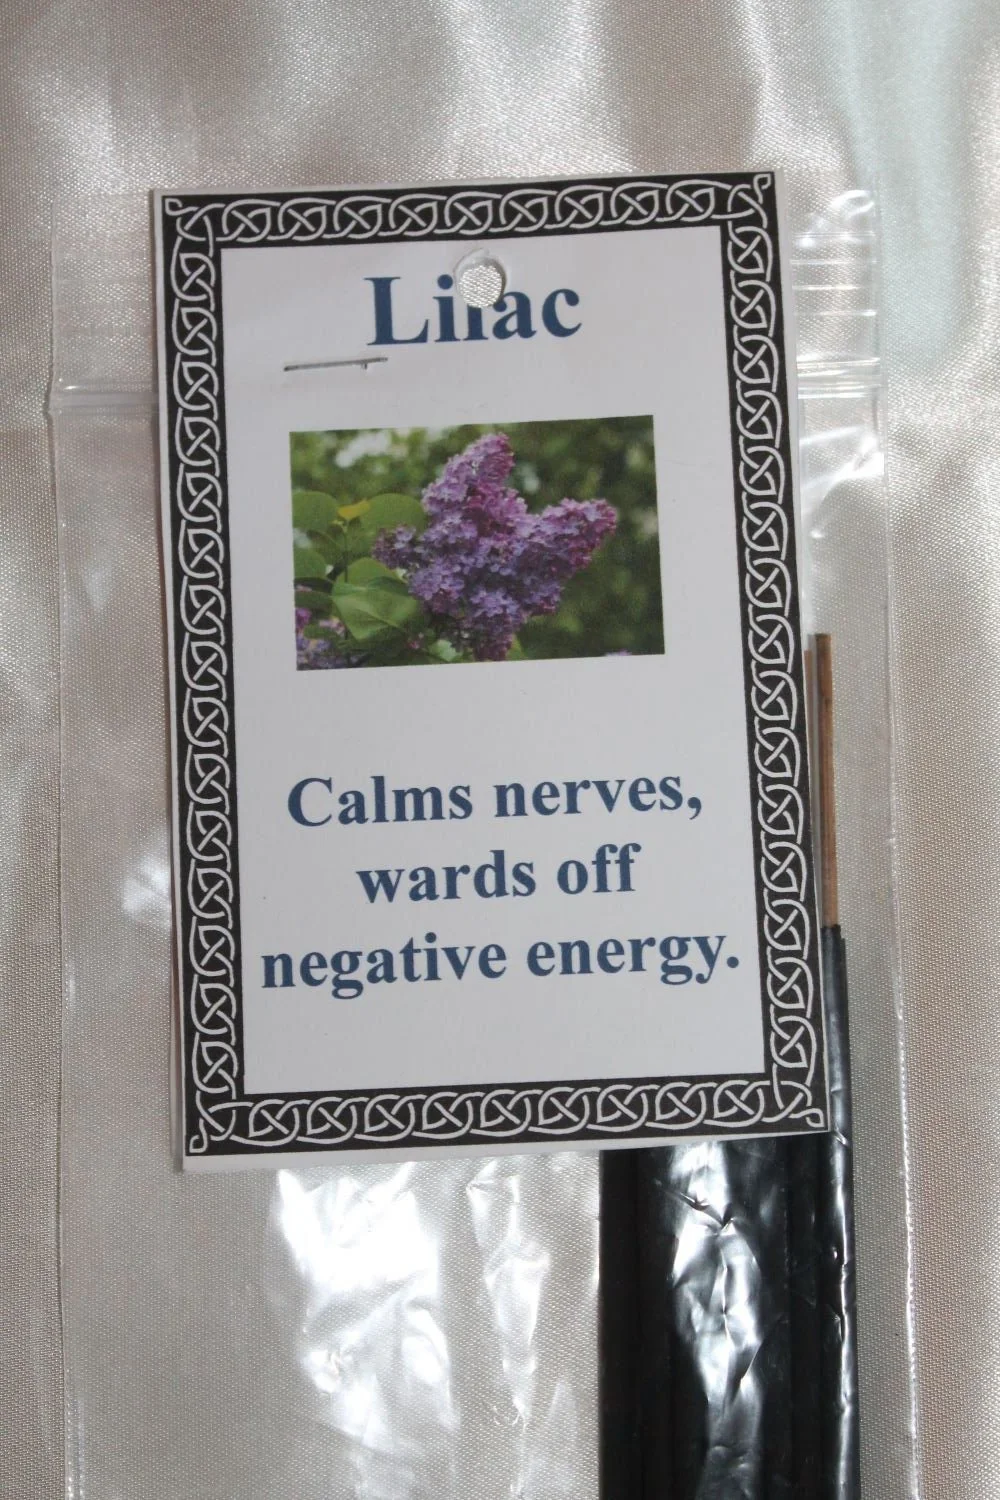 Lilac
Calms nerves,
wards off
negative energy.